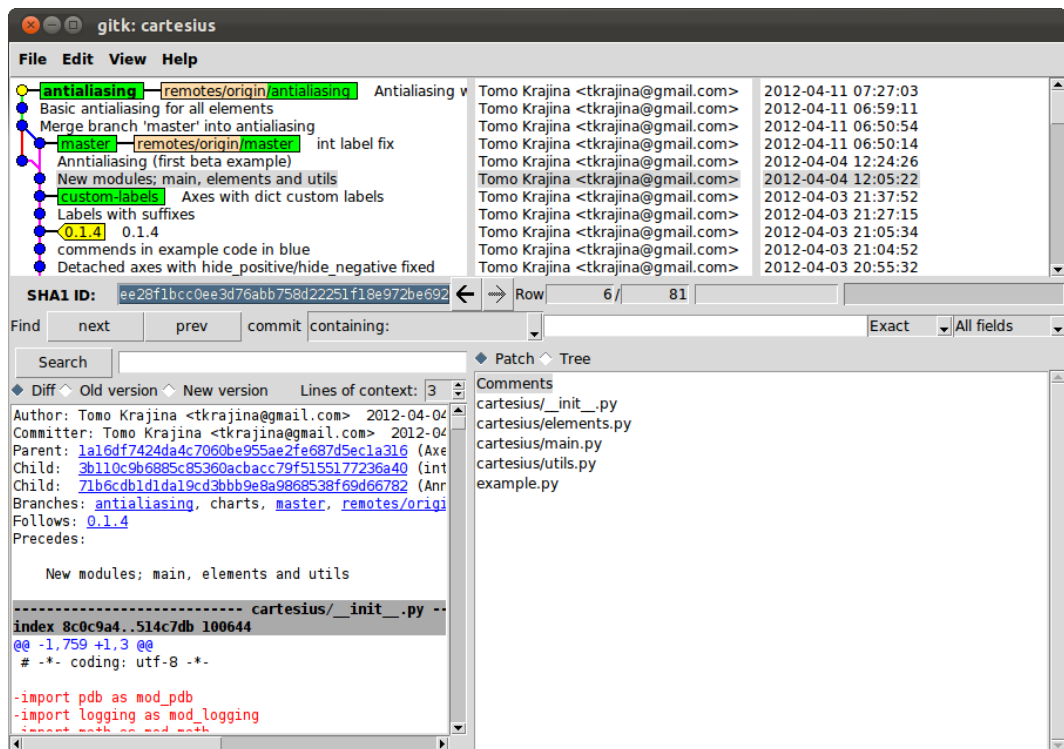 gitk: cartesius
File Edit View Help
antialiasing remotes/origin/antialiasing Antialiasing Tomo Krajina <tkrajina@gmail.com> 2012-04-11 07:27:03
Basic antialiasing for all elements Tomo Krajina <tkrajina@gmail.com> 2012-04-11 06:59:11
Merge branch 'master' into antialiasing Tomo Krajina <tkrajina@gmail.com> 2012-04-11 06:50:54
master remotes/origin/master int label fix Tomo Krajina <tkrajina@gmail.com> 2012-04-11 06:50:14
Anntialiasing (first beta example) Tomo Krajina <tkrajina@gmail.com> 2012-04-04 12:24:26
New modules; main, elements and utils Tomo Krajina <tkrajina@gmail.com> 2012-04-04 12:05:22
custom-labels Axes with dict custom labels Tomo Krajina <tkrajina@gmail.com> 2012-04-03 21:37:52
Labels with suffixes Tomo Krajina <tkrajina@gmail.com> 2012-04-03 21:27:15
0.1.4 0.1.4 Tomo Krajina <tkrajina@gmail.com> 2012-04-03 21:05:34
commends in example code in blue Tomo Krajina <tkrajina@gmail.com> 2012-04-03 21:04:52
Detached axes with hide_positive/hide_negative fixed Tomo Krajina <tkrajina@gmail.com> 2012-04-03 20:55:32
SHA1 ID: ee28f1bcc0ee3d76abb758d22251f18e972be692 Row 6/ 81
Find next prev commit containing: Exact All fields
Search
Diff Old version New version Lines of context: 3
Author: Tomo Krajina <tkrajina@gmail.com> 2012-04-04
Committer: Tomo Krajina <tkrajina@gmail.com> 2012-04
Parent: 1a16df7424da4c7060be955ae2fe687d5ec1a316 (Axe
Child: 3b110c9b6885c85360acbacc79f5155177236a40 (int
Child: 71b6cdb1d1da19cd3bbb9e8a9868538f69d66782 (Ann
Branches: antialiasing, charts, master, remotes/origi
Follows: 0.1.4
Precedes:
New modules; main, elements and utils
--------------------------- cartesius/__init__.py --
index 8c0c9a4..514c7db 100644
@@ -1,759 +1,3 @@
# -*- coding: utf-8 -*-
-import pdb as mod_pdb
-import logging as mod_logging
-import math as mod_math
Patch Tree
Comments
cartesius/__init__.py
cartesius/elements.py
cartesius/main.py
cartesius/utils.py
example.py